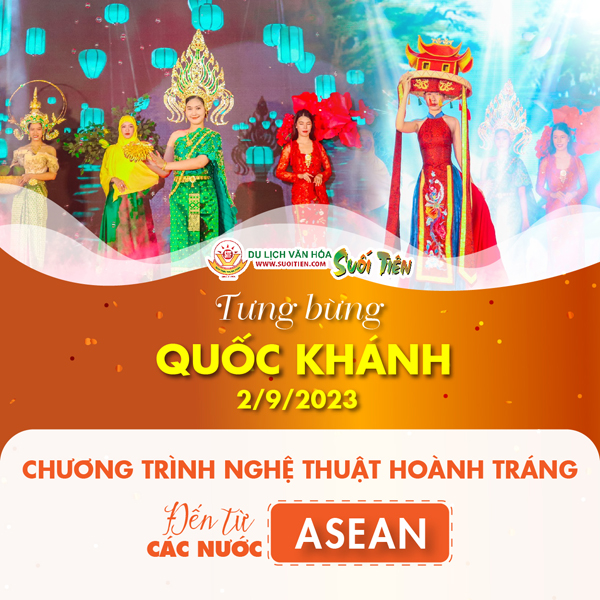 DU LỊCH VĂN HÓA
WWW.SUOITIEN.COM
SUỐI TIÊN
Tưng bừng
QUỐC KHÁNH
2/9/2023
CHƯƠNG TRÌNH NGHỆ THUẬT HOÀNH TRÁNG
Đến từ
CÁC NƯỚC
ASEAN